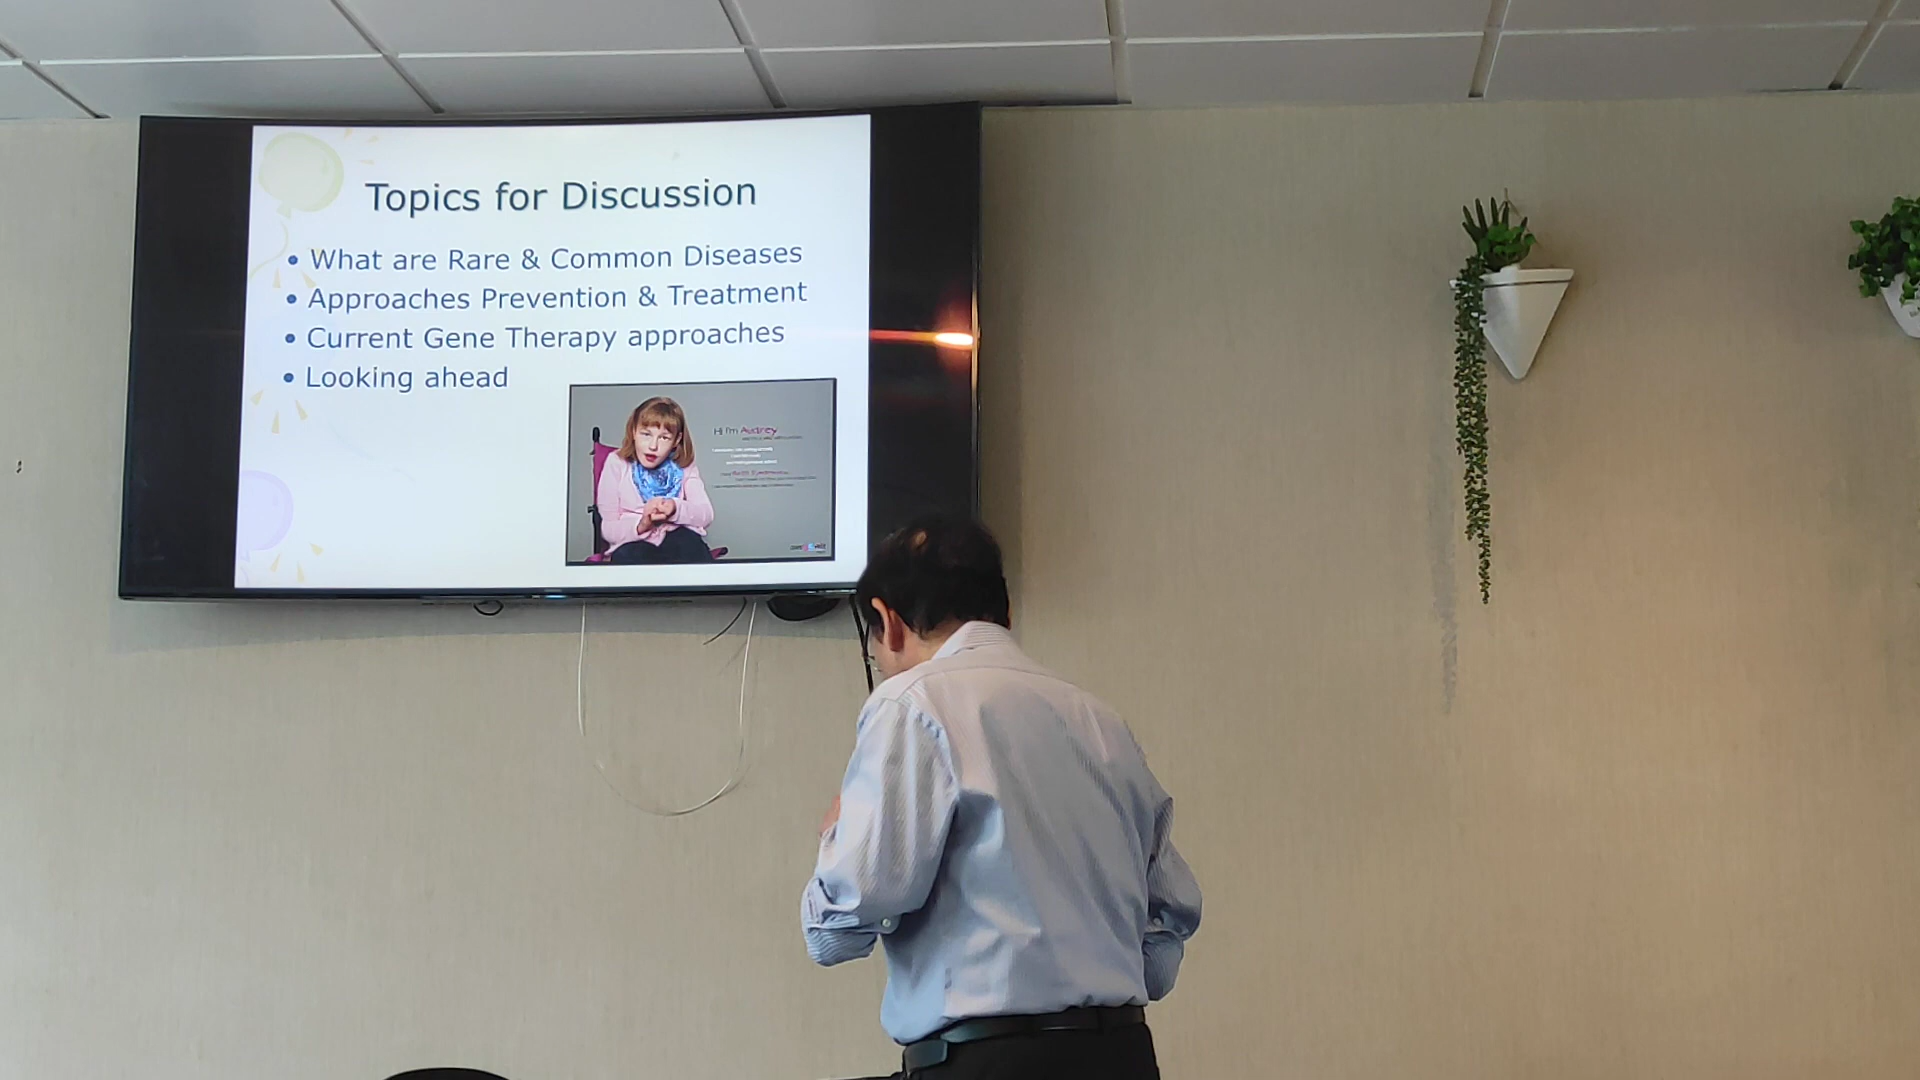 Topics for Discussion
• What are Rare & Common Diseases
• Approaches Prevention & Treatment
• Current Gene Therapy approaches
• Looking ahead
Hi I'm Audrey